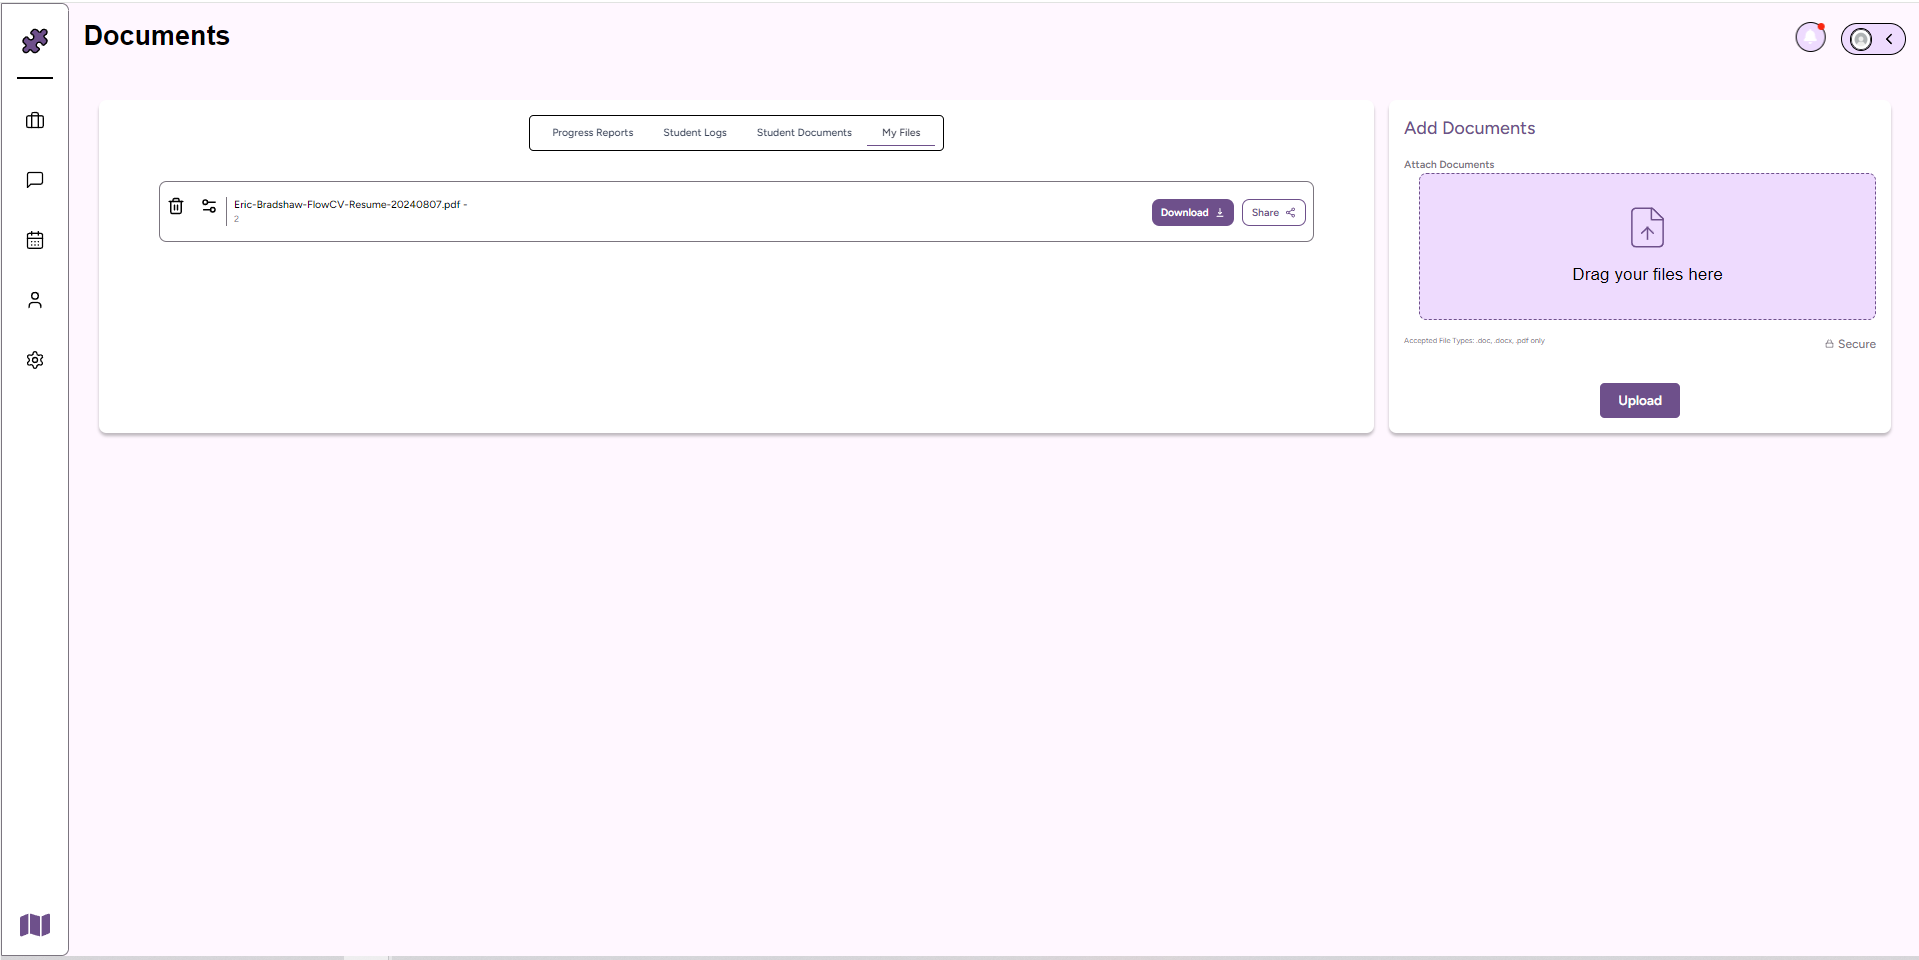 Documents
Progress Reports
Student Logs
Student Documents
My Files
Eric-Bradshaw-FlowCV-Resume-20240807.pdf -
2
Download
Share
Add Documents
Attach Documents
Drag your files here
Accepted File Types: .doc, .docx, .pdf only
Secure
Upload